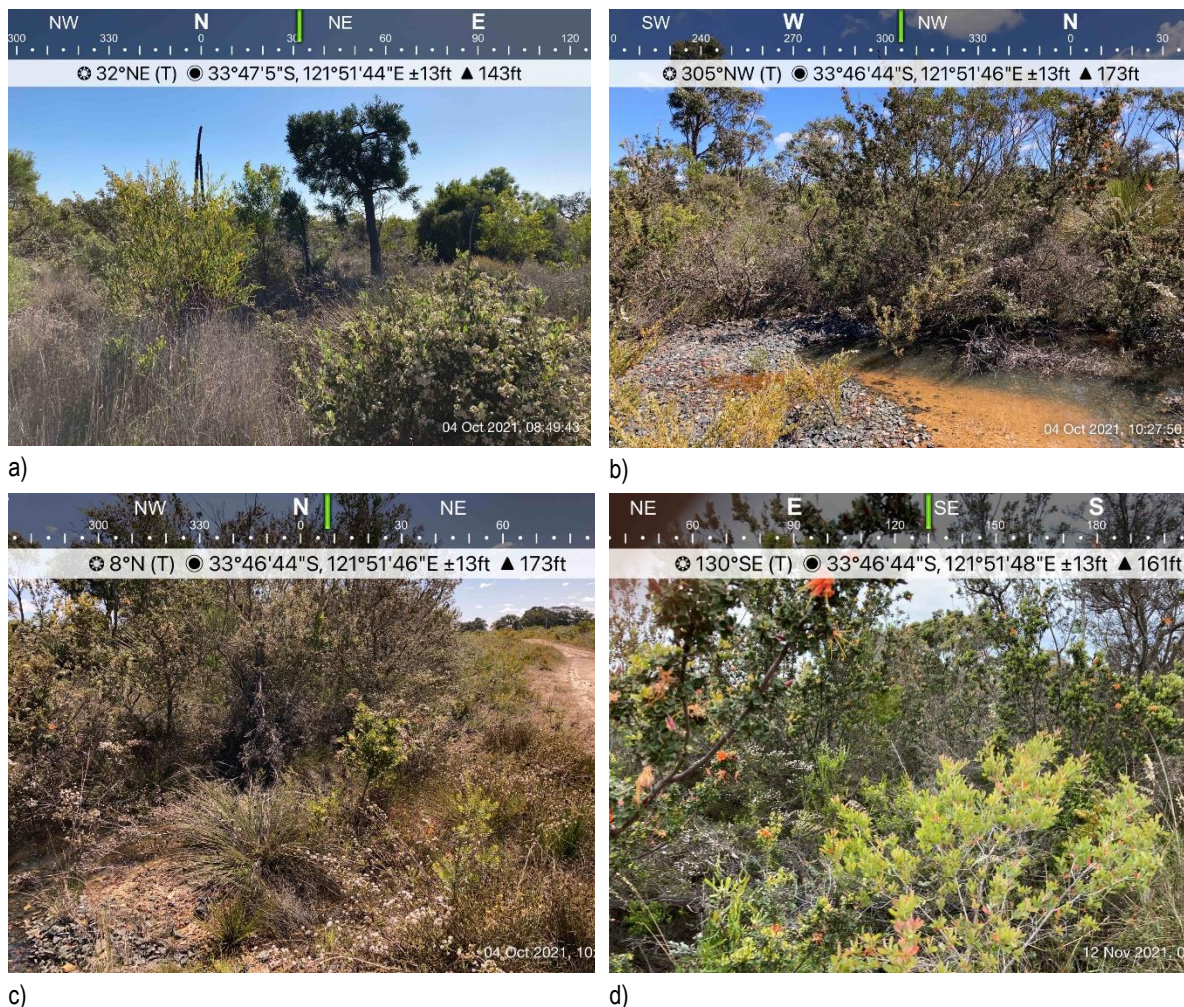 NW N NE E
300 330 0 30 60 90 120
32°NE (T) 33°47'5"S, 121°51'44"E ±13ft ▲ 143ft
04 Oct 2021, 08:49:43
a)
SW W NW N
240 270 300 330 0 30
305°NW (T) 33°46'44"S, 121°51'46"E ±13ft ▲ 173ft
04 Oct 2021, 10:27:50
b)
NW N NE
300 330 0 30 60
8°N (T) 33°46'44"S, 121°51'46"E ±13ft ▲ 173ft
04 Oct 2021, 10:
c)
NE E SE S
60 90 120 150 180
130°SE (T) 33°46'44"S, 121°51'48"E ±13ft ▲ 161ft
12 Nov 2021, 0
d)